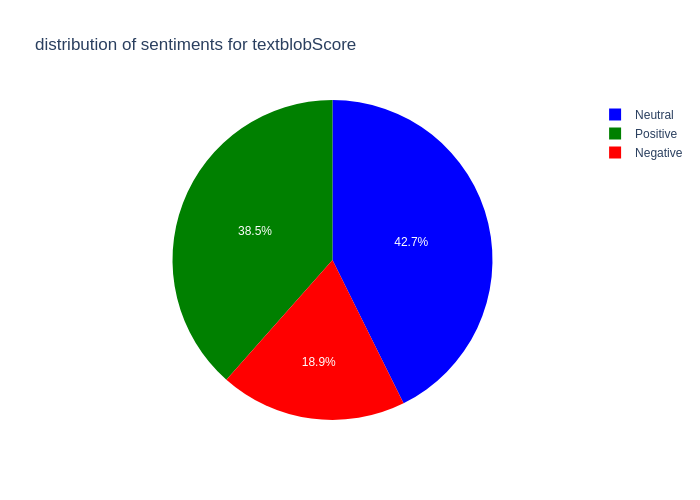 distribution of sentiments for textblobScore
Neutral
Positive
Negative
38.5%
42.7%
18.9%